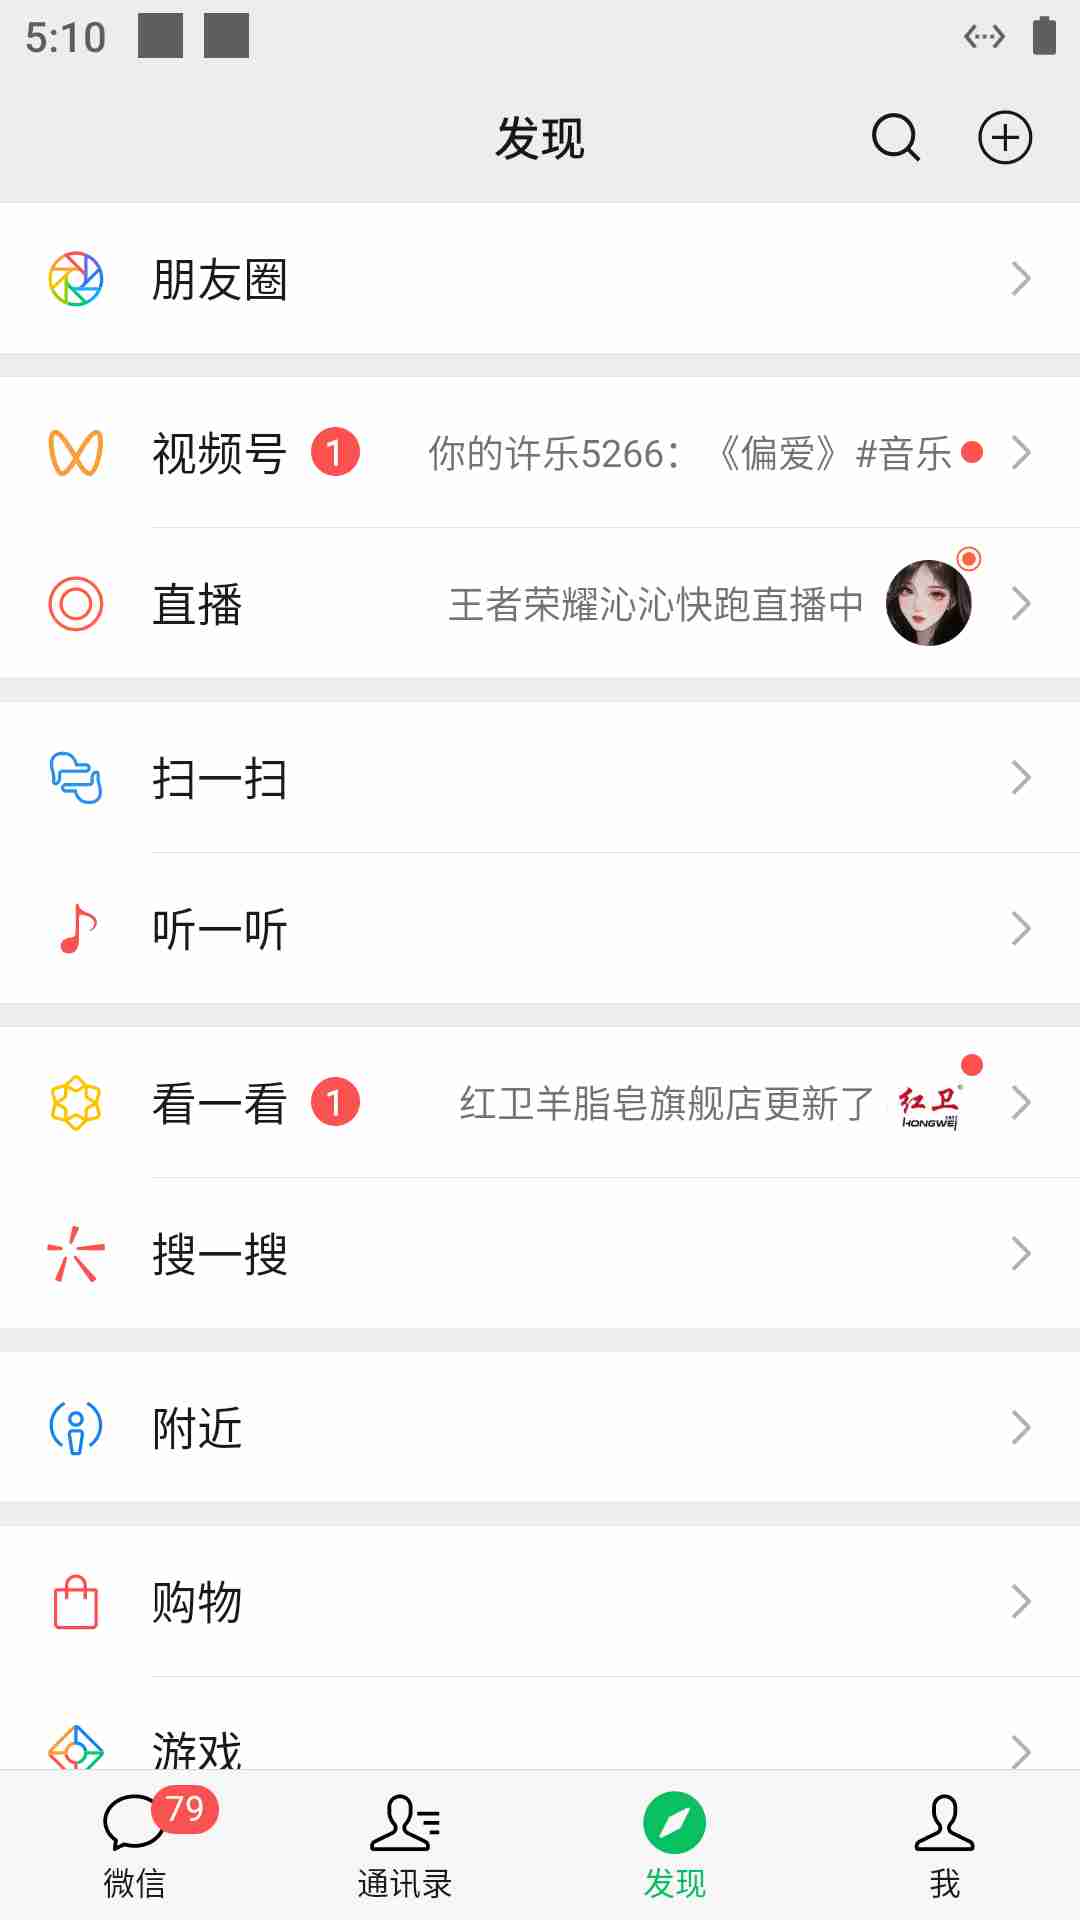 5:10
发现
朋友圈
视频号 1 你的许乐5266：《偏爱》#音乐
直播 王者荣耀沁沁快跑直播中
扫一扫
听一听
看一看 1 红卫羊脂皂旗舰店更新了 红卫 HONGWEI
搜一搜
附近
购物
游戏
79
微信 通讯录 发现 我